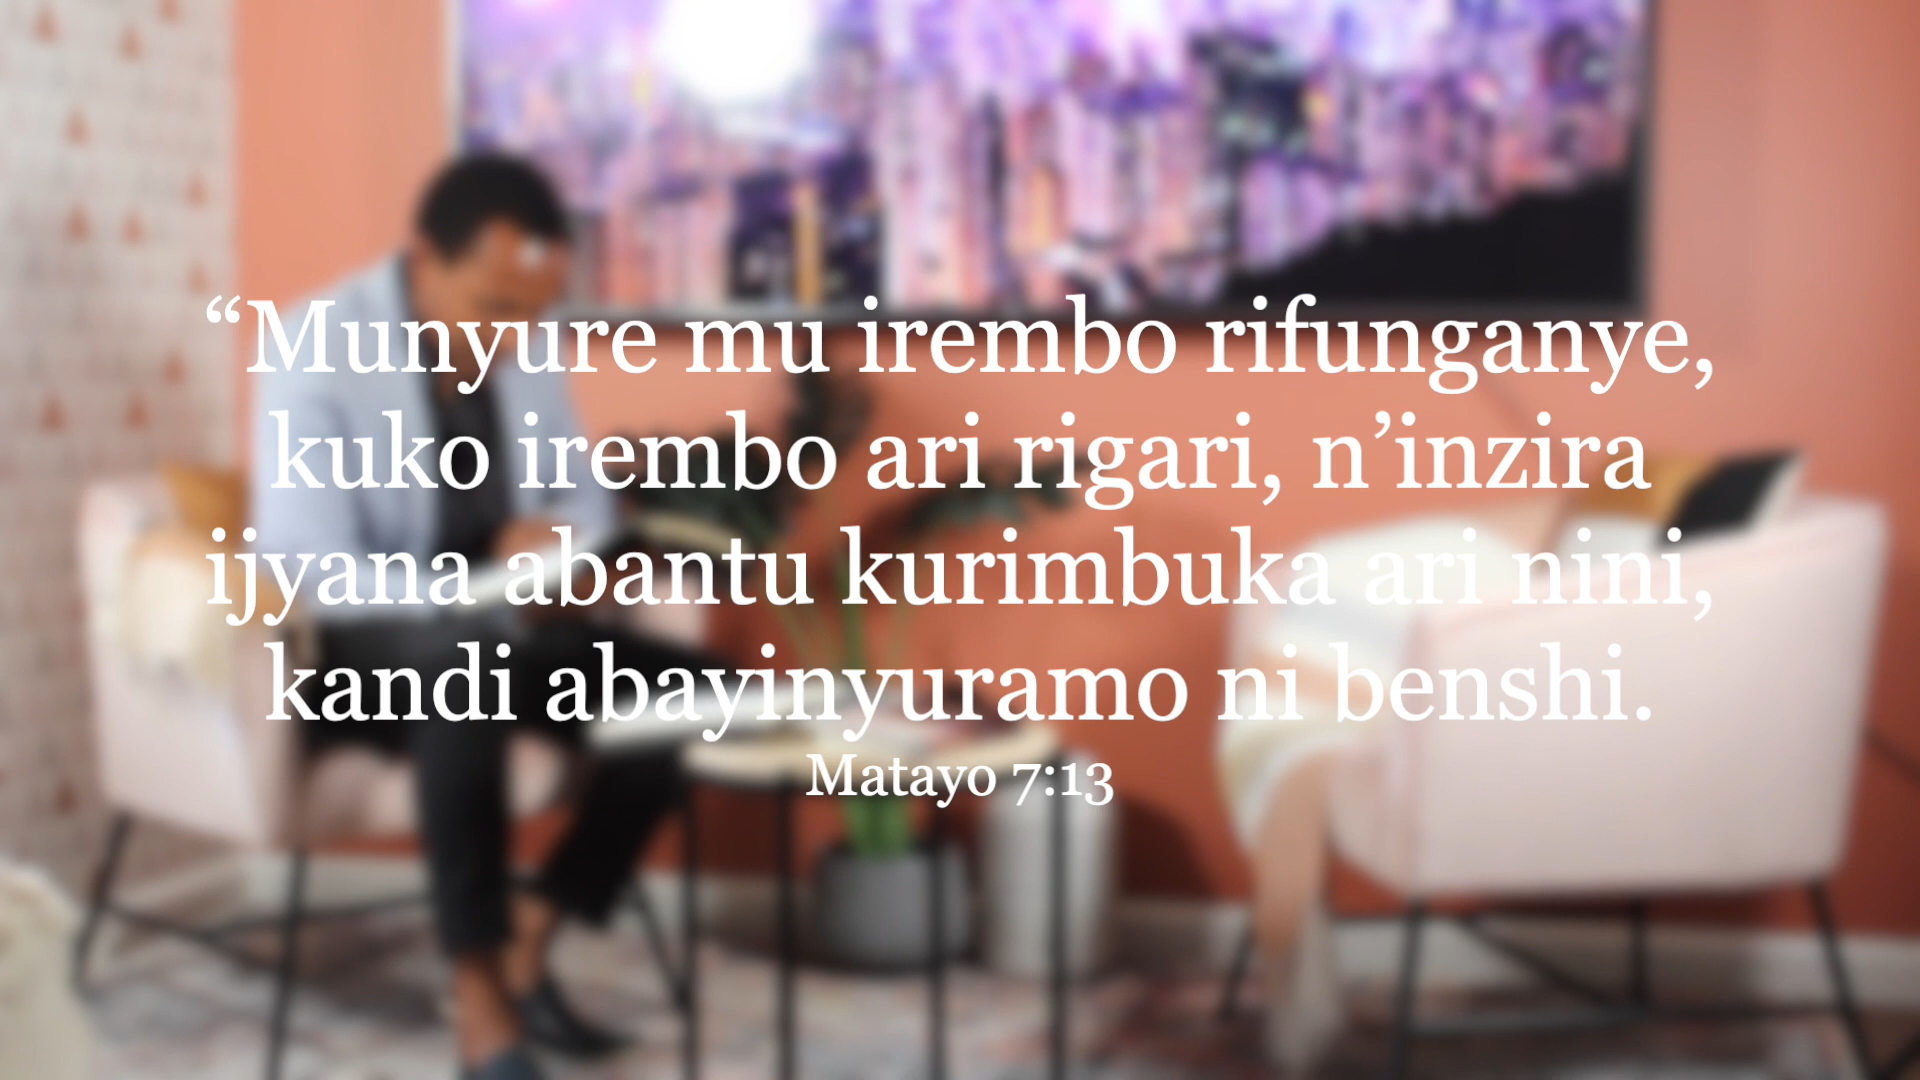 “Munyure mu irembo rifunganye,
kuko irembo ari rigari, n’inzira
ijyana abantu kurimbuka ari nini,
kandi abayinyuramo ni benshi.
Matayo 7:13